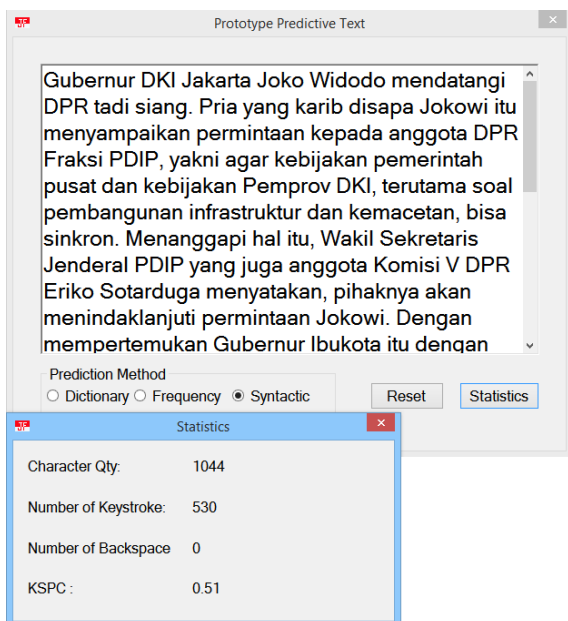 JF Prototype Predictive Text
Gubernur DKI Jakarta Joko Widodo mendatangi
DPR tadi siang. Pria yang karib disapa Jokowi itu
menyampaikan permintaan kepada anggota DPR
Fraksi PDIP, yakni agar kebijakan pemerintah
pusat dan kebijakan Pemprov DKI, terutama soal
pembangunan infrastruktur dan kemacetan, bisa
sinkron. Menanggapi hal itu, Wakil Sekretaris
Jenderal PDIP yang juga anggota Komisi V DPR
Eriko Sotarduga menyatakan, pihaknya akan
menindaklanjuti permintaan Jokowi. Dengan
mempertemukan Gubernur Ibukota itu dengan
Prediction Method
Dictionary Frequency Syntactic Reset Statistics
JF Statistics
Character Qty: 1044
Number of Keystroke: 530
Number of Backspace 0
KSPC : 0.51